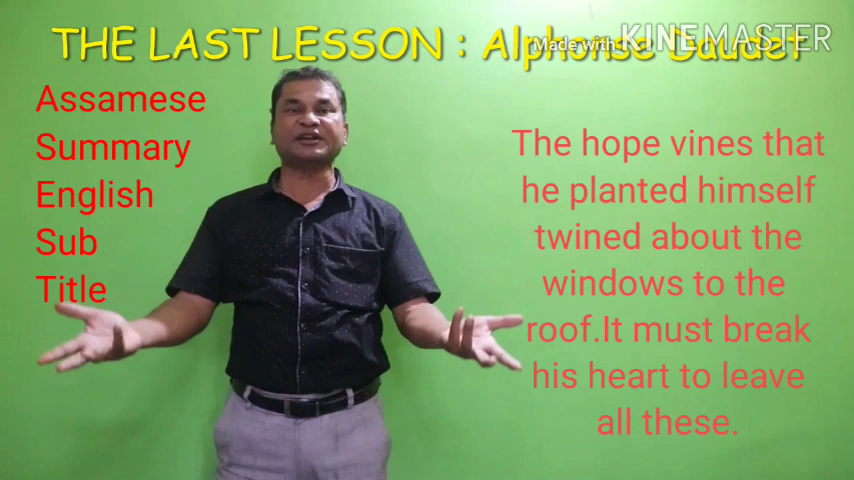 THE LAST LESSON : Alphonse Daudet
Made with KINEMASTER
Assamese
Summary
English
Sub
Title
The hope vines that
he planted himself
twined about the
windows to the
roof.It must break
his heart to leave
all these.